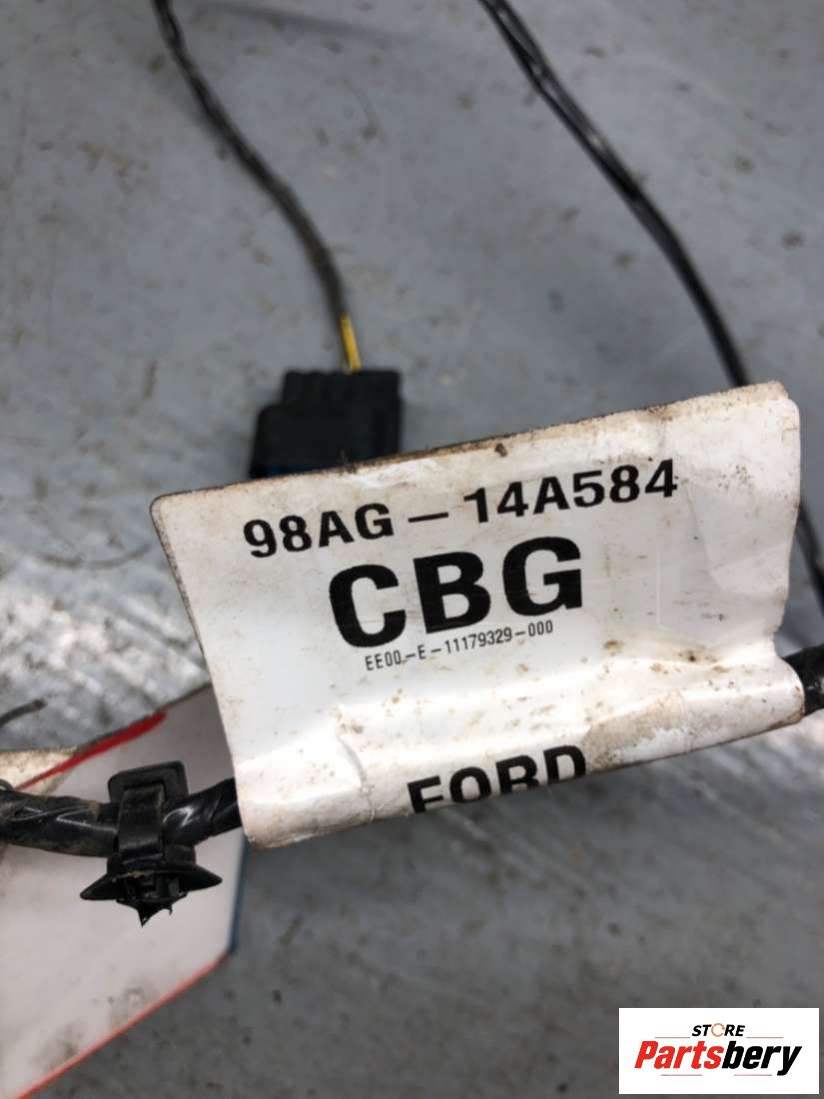 98AG – 14A584
CBG
EE00-E-11179329-000
FORD
STORE
Partsbery